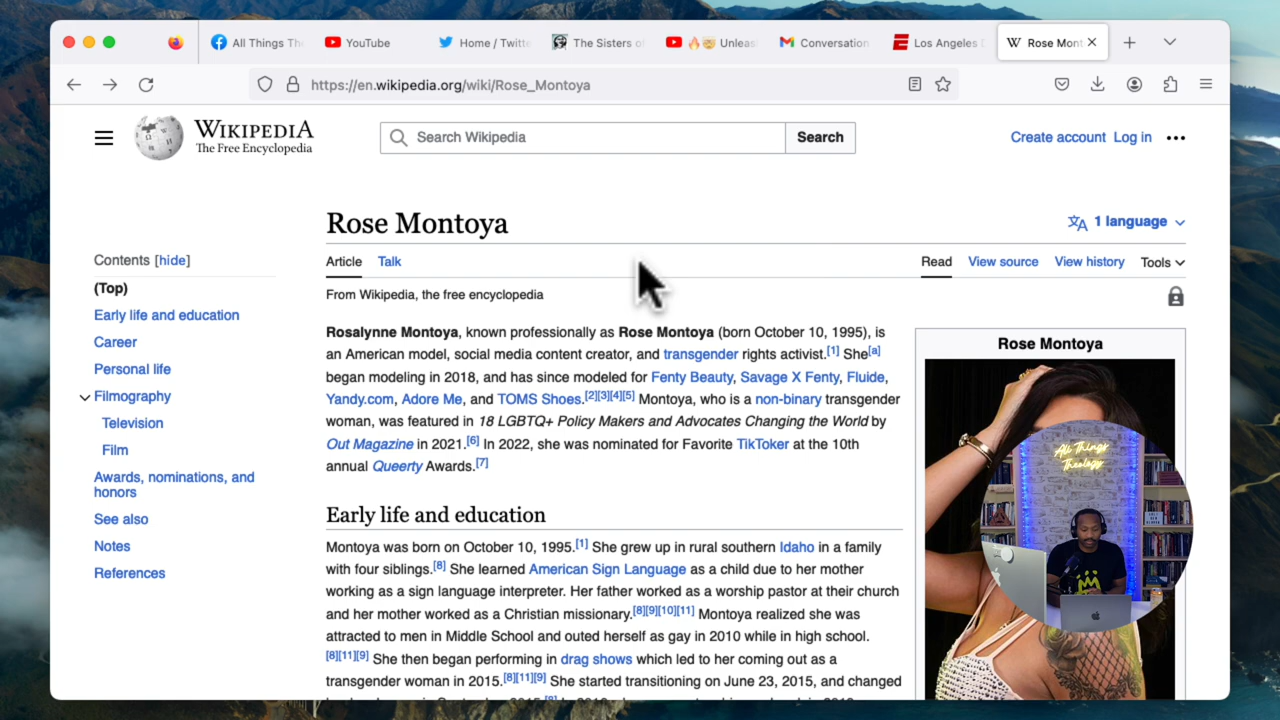 All Things Th
YouTube
Home / Twitte
The Sisters o
Unleas
Conversation
Los Angeles
Rose Mont
https://en.wikipedia.org/wiki/Rose_Montoya
WIKIPEDIA
The Free Encyclopedia
Search Wikipedia
Search
Create account Log in
Rose Montoya
1 language
Contents [hide]
(Top)
Early life and education
Career
Personal life
Filmography
Television
Film
Awards, nominations, and
honors
See also
Notes
References
Article Talk
Read View source View history Tools
From Wikipedia, the free encyclopedia
Rosalynne Montoya, known professionally as Rose Montoya (born October 10, 1995), is
an American model, social media content creator, and transgender rights activist.[1] She[a]
began modeling in 2018, and has since modeled for Fenty Beauty, Savage X Fenty, Fluide,
Yandy.com, Adore Me, and TOMS Shoes.[2][3][4][5] Montoya, who is a non-binary transgender
woman, was featured in 18 LGBTQ+ Policy Makers and Advocates Changing the World by
Out Magazine in 2021.[6] In 2022, she was nominated for Favorite TikToker at the 10th
annual Queerty Awards.[7]
Early life and education
Montoya was born on October 10, 1995.[1] She grew up in rural southern Idaho in a family
with four siblings.[8] She learned American Sign Language as a child due to her mother
working as a sign language interpreter. Her father worked as a worship pastor at their church
and her mother worked as a Christian missionary.[8][9][10][11] Montoya realized she was
attracted to men in Middle School and outed herself as gay in 2010 while in high school.
[8][11][9] She then began performing in drag shows which led to her coming out as a
transgender woman in 2015.[8][11][9] She started transitioning on June 23, 2015, and changed
Rose Montoya
All Things
Theology